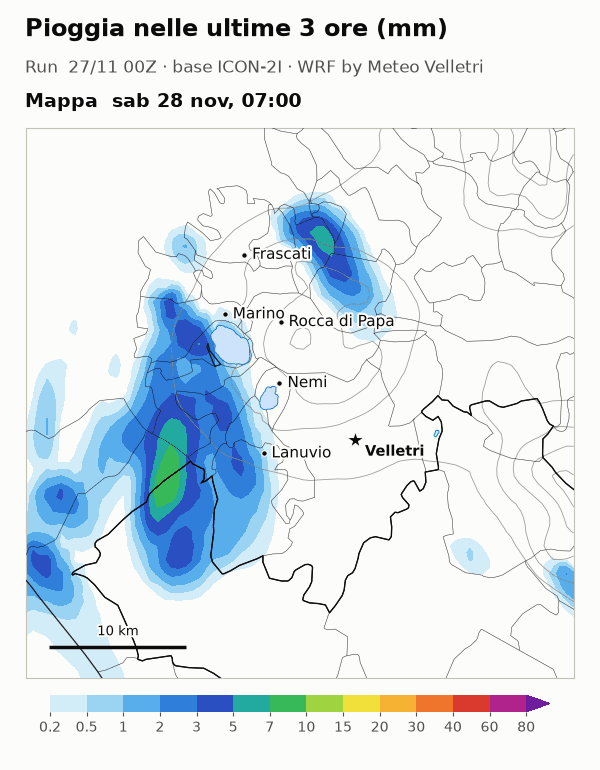 Pioggia nelle ultime 3 ore (mm)
Run  27/11 00Z · base ICON-2I · WRF by Meteo Velletri
Mappa  sab 28 nov, 07:00
Frascati
Marino
Rocca di Papa
Nemi
Lanuvio
Velletri
10 km
0.2 0.5 1 2 3 5 7 10 15 20 30 40 60 80